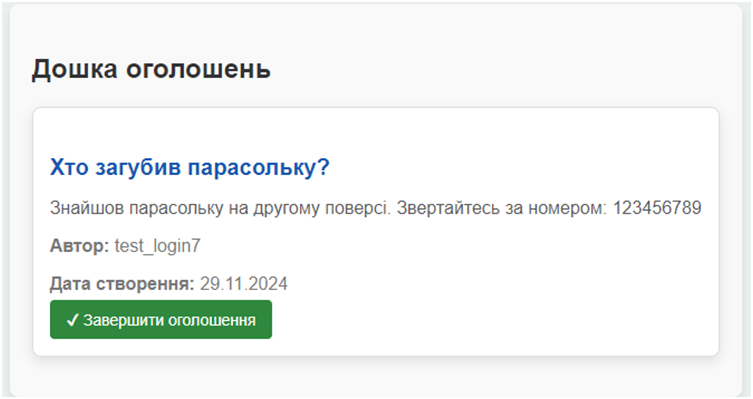 Дошка оголошень
Хто загубив парасольку?
Знайшов парасольку на другому поверсі. Звертайтесь за номером: 123456789
Автор: test_login7
Дата створення: 29.11.2024
✓ Завершити оголошення